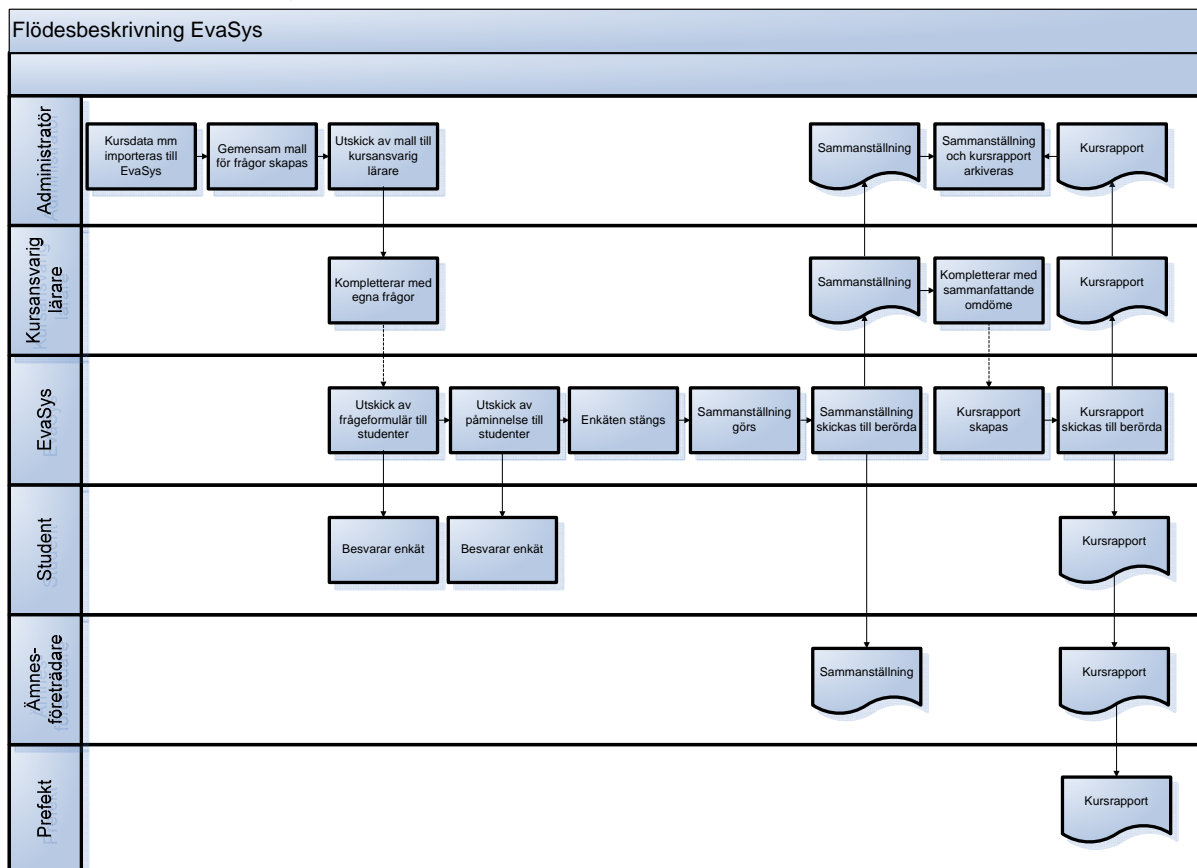 Flödesbeskrivning EvaSys
Administratör
Kursdata mm
importeras till
EvaSys
Gemensam mall
för frågor skapas
Utskick av mall till
kursansvarig
lärare
Sammanställning
Sammanställning
och kursrapport
arkiveras
Kursrapport
Kursansvarig
lärare
Kompletterar med
egna frågor
Sammanställning
Kompletterar med
sammanfattande
omdöme
Kursrapport
EvaSys
Utskick av
frågeformulär till
studenter
Utskick av
påminnelse till
studenter
Enkäten stängs
Sammanställning
görs
Sammanställning
skickas till berörda
Kursrapport
skapas
Kursrapport
skickas till berörda
Student
Besvarar enkät
Besvarar enkät
Kursrapport
Ämnes-
företrädare
Sammanställning
Kursrapport
Prefekt
Kursrapport